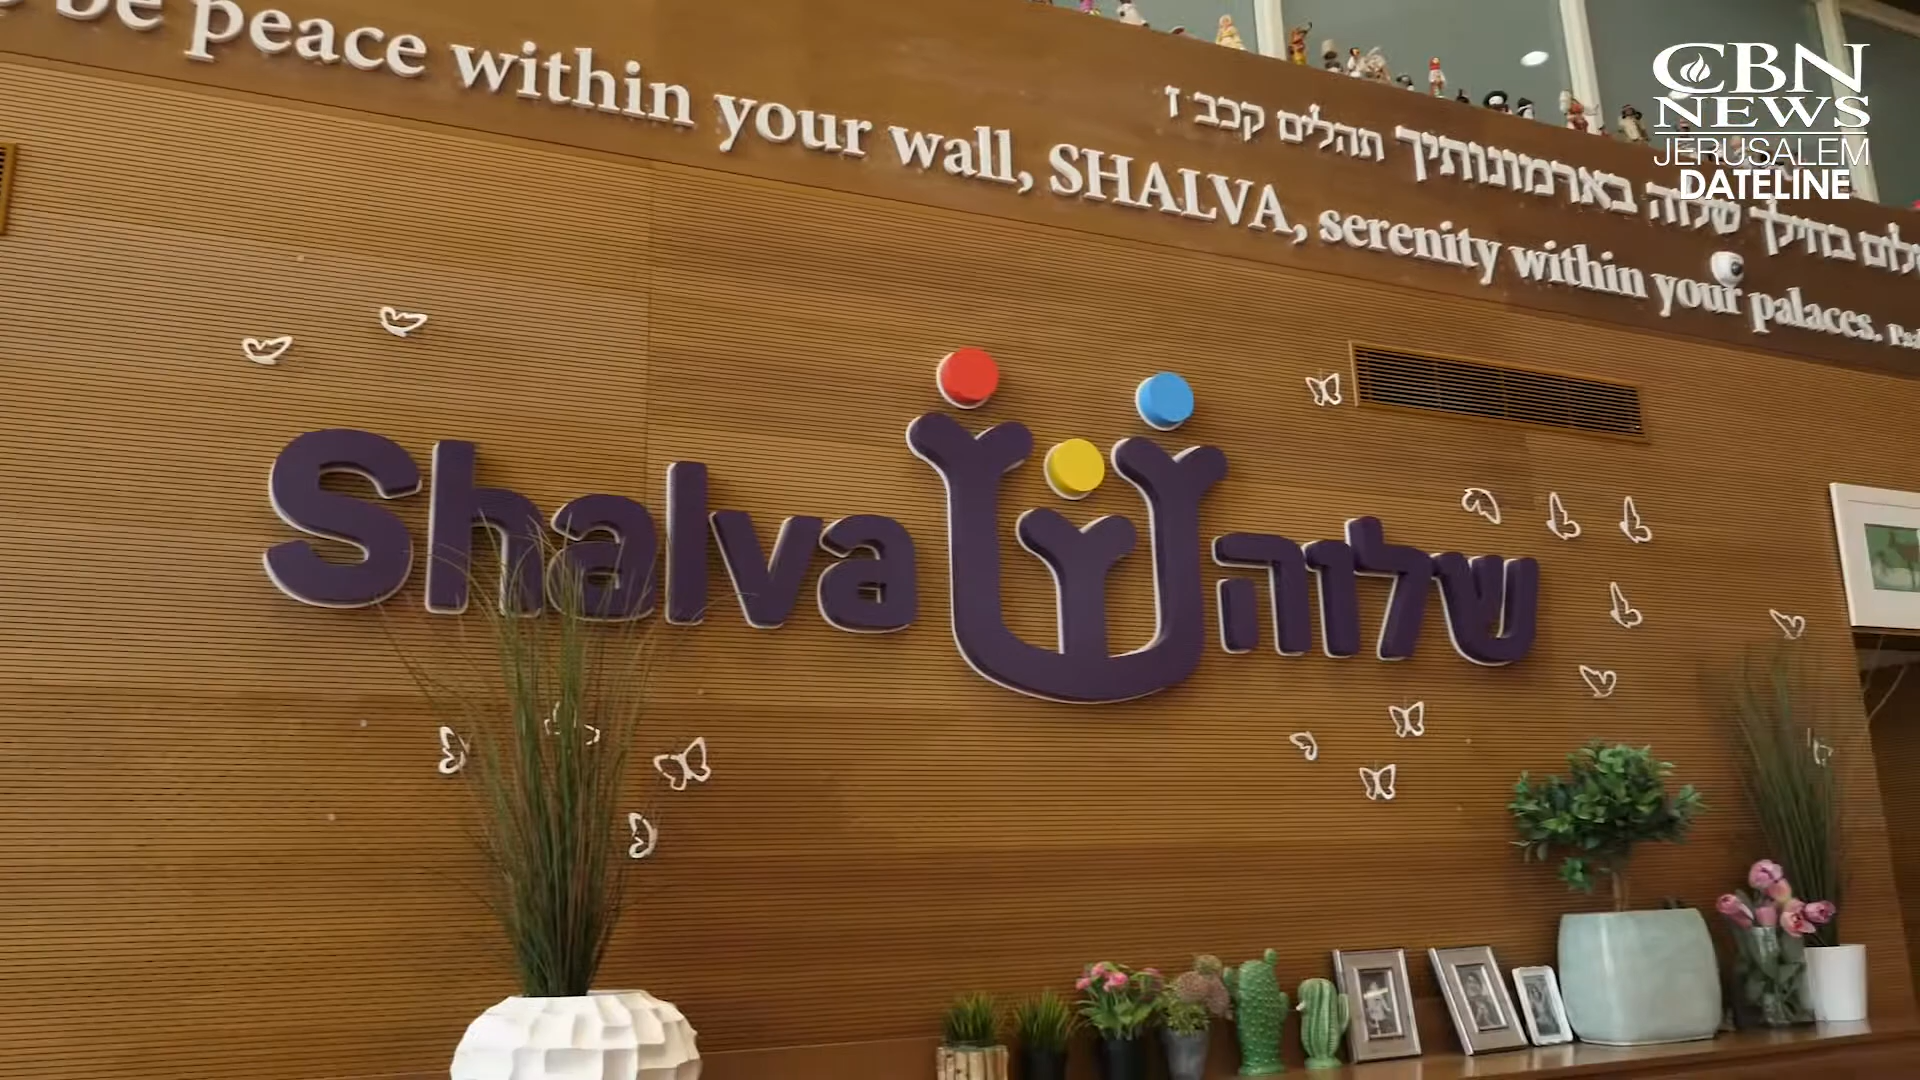 be peace within your wall, SHALVA, serenity within your palaces.
בחילך שלוה בארמונותיך תהלים קכב ז
CBN
NEWS
JERUSALEM
DATELINE
Shalva שלוה